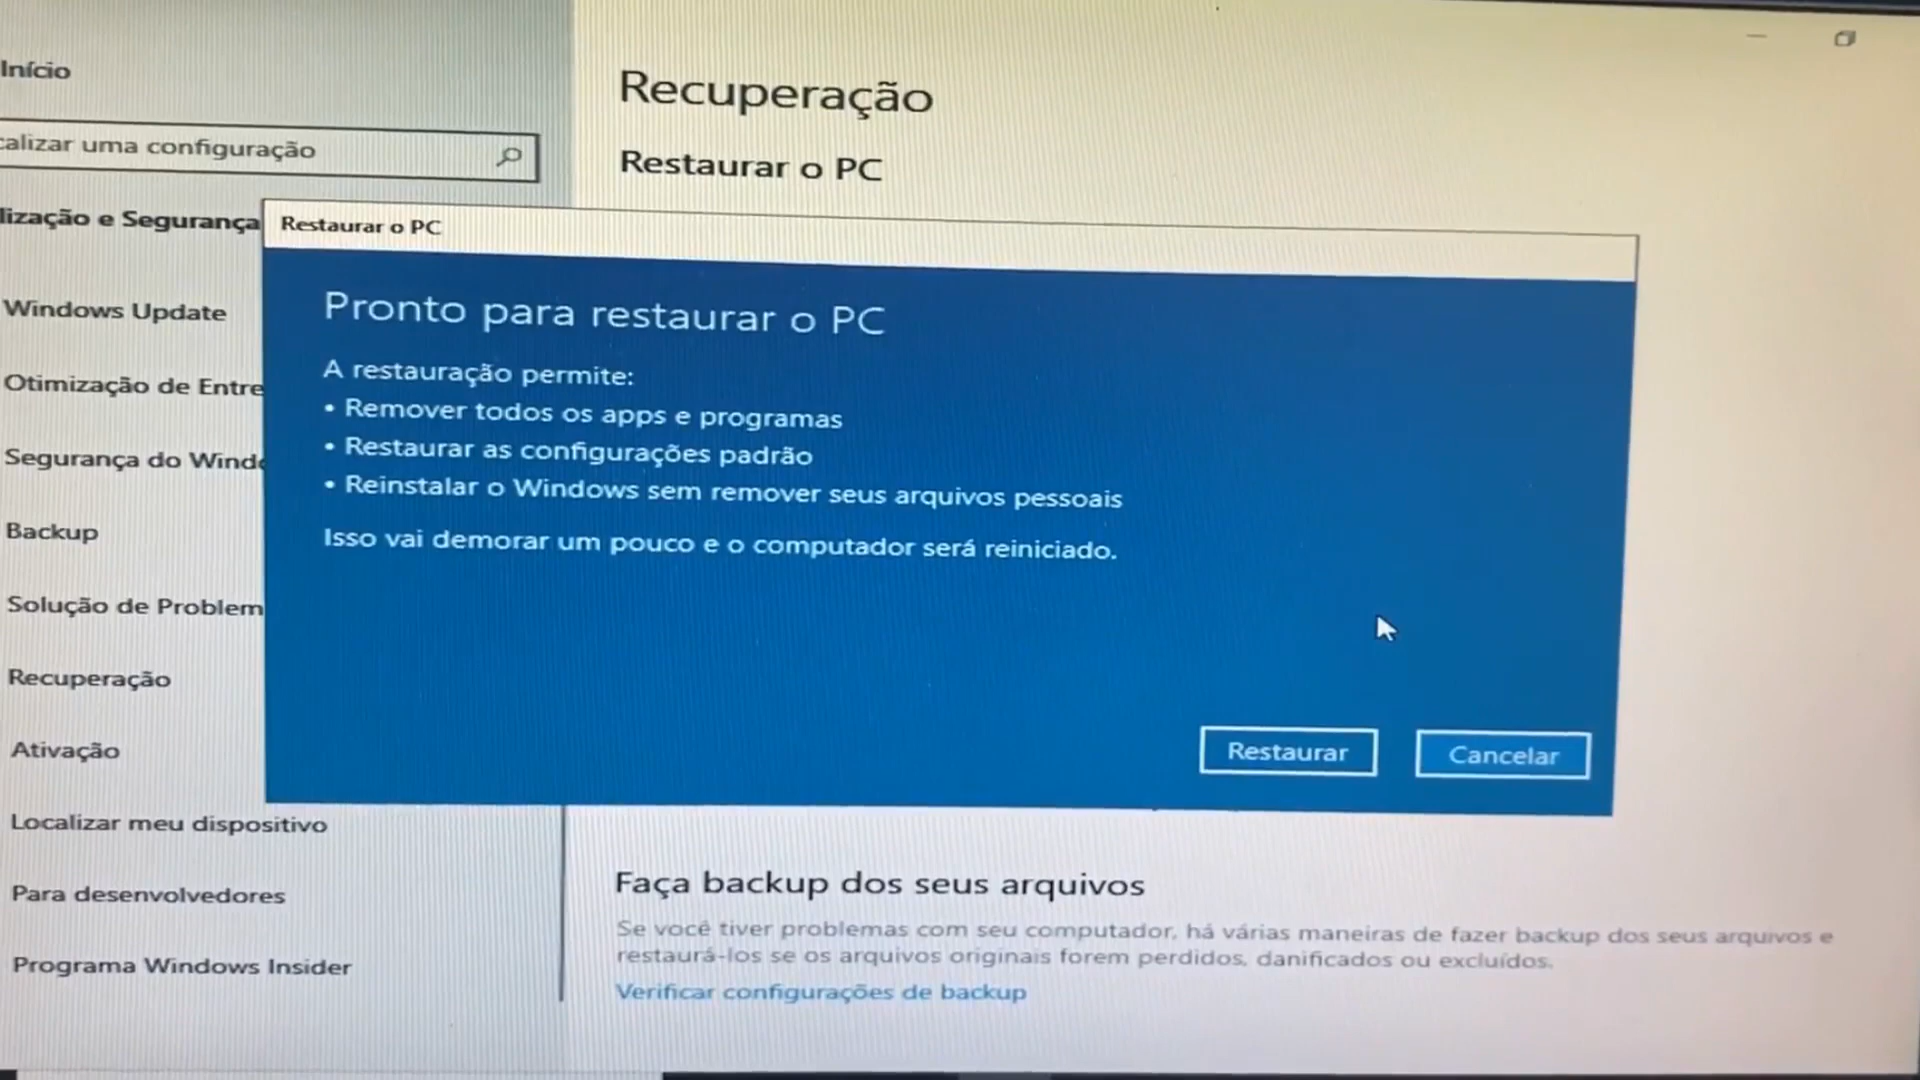 Início
Recuperação
uma configuração
Restaurar o PC
e Segurança
Restaurar o PC
Windows Update
Pronto para restaurar o PC
A restauração permite:
Otimização de Entre
• Remover todos os apps e programas
• Restaurar as configurações padrão
Segurança do
• Reinstalar o Windows sem remover seus arquivos pessoais
Backup
Isso vai demorar um pouco e o computador será reiniciado.
Solução de Problem
Recuperação
Ativação
Restaurar
Cancelar
Localizar meu dispositivo
Faça backup dos seus arquivos
Para desenvolvedores
Se você tiver problemas com seu computador, há várias maneiras de fazer backup dos seus arquivos e
restaurá-los se os arquivos originais forem perdidos, danificados ou excluídos.
Programa Windows Insider
Verificar configurações de backup